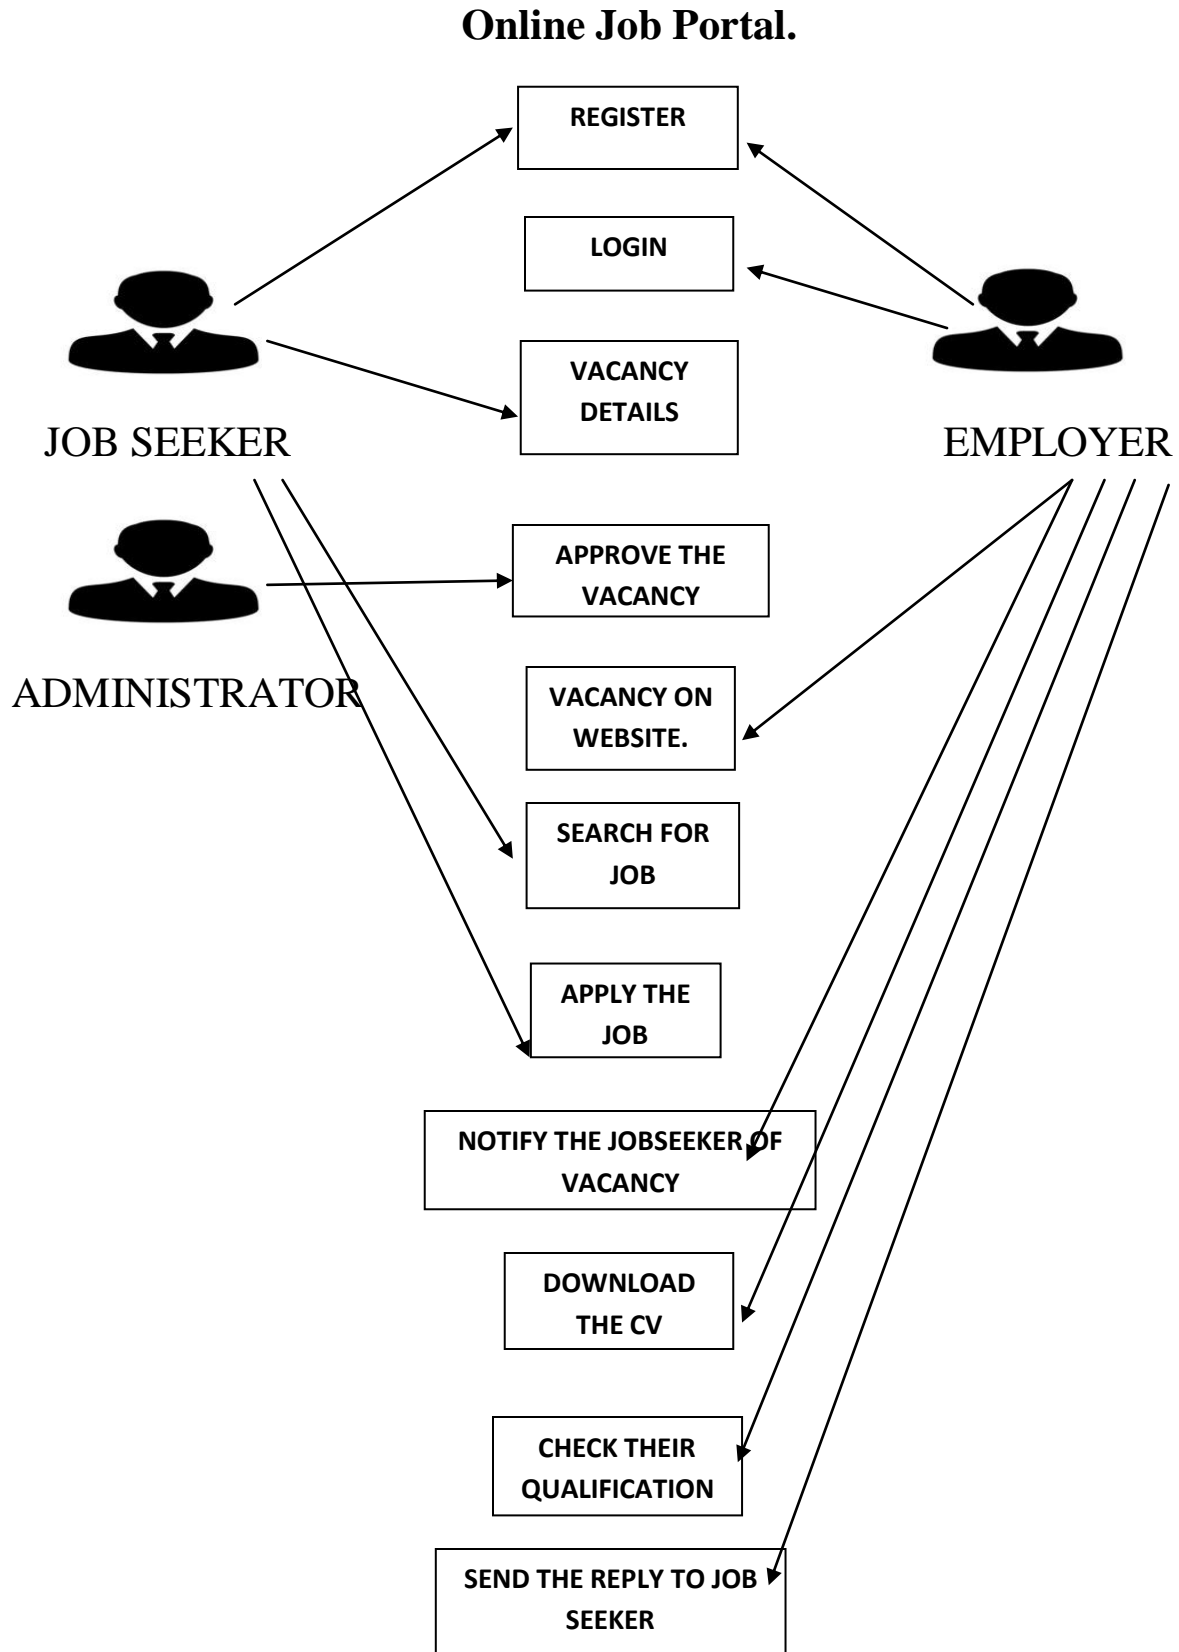 Online Job Portal.
REGISTER
LOGIN
VACANCY
DETAILS
JOB SEEKER
EMPLOYER
APPROVE THE
VACANCY
ADMINISTRATOR
VACANCY ON
WEBSITE.
SEARCH FOR
JOB
APPLY THE
JOB
NOTIFY THE JOBSEEKER OF
VACANCY
DOWNLOAD
THE CV
CHECK THEIR
QUALIFICATION
SEND THE REPLY TO JOB
SEEKER